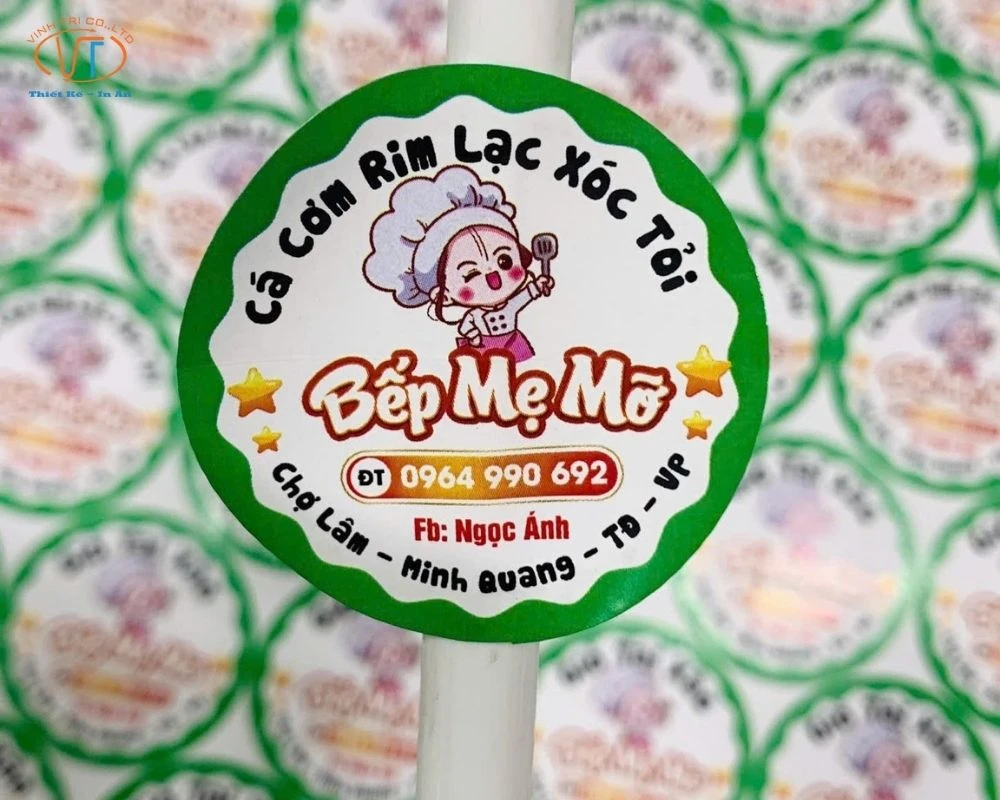 VINH TRI CO.,LTD
VT
Thiết Kế - In Ấn
Cá Cơm Rim Lạc Xóc Tỏi
Bếp Mẹ Mỡ
ĐT 0964 990 692
Fb: Ngọc Ánh
Chợ Lâm - Minh Quang - TĐ - VP